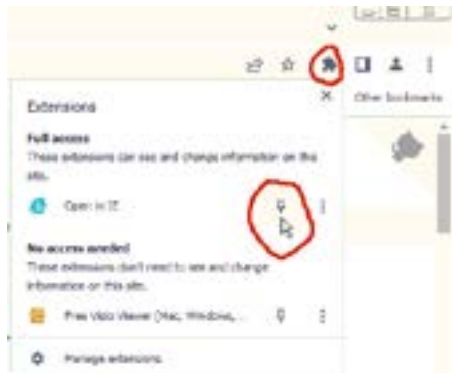 Other bookmarks
Extensions
Full access
These extensions can see and change information on this
site.
Open in IE
No access needed
These extensions don't need to see and change
information on this site.
Free Visio Viewer (Mac, Windows, ...
Manage extensions